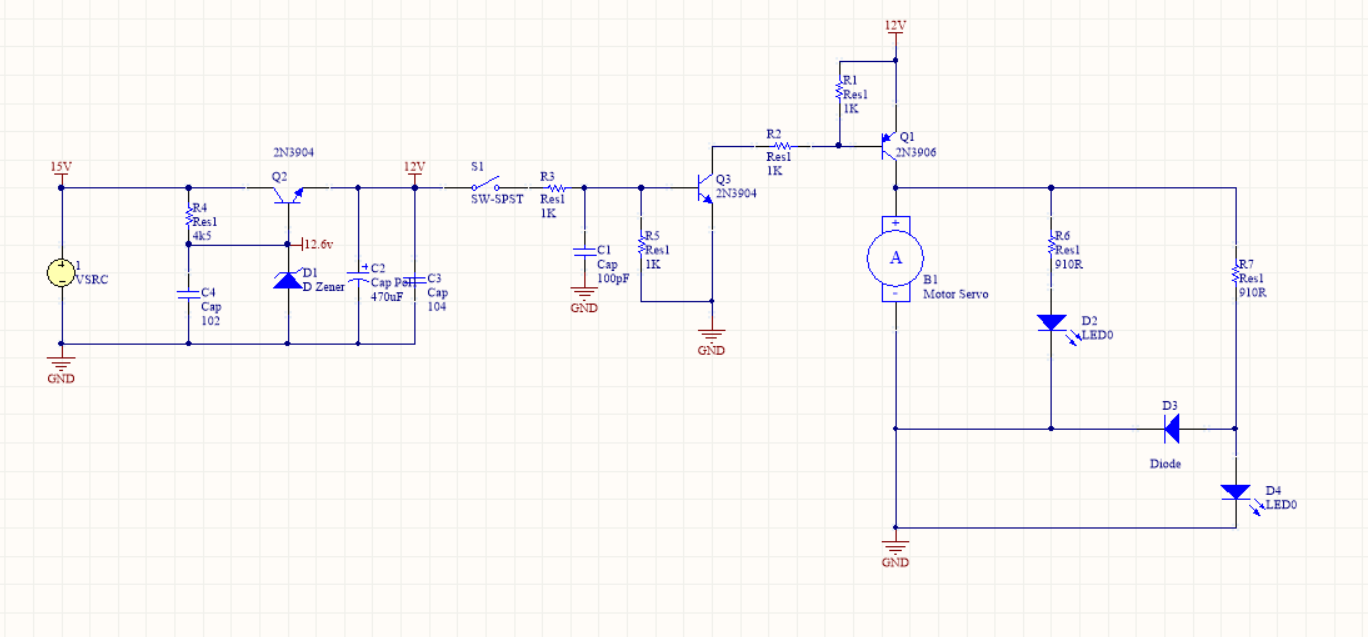 12V
R1
Res1
1K
Q1
2N3906
R2
Res1
1K
2N3904
Q2
15V
12V
S1
SW-SPST
R3
Res1
1K
Q3
2N3904
R4
Res1
4k5
12.6v
1
VSRC
D1
D Zener
C2
Cap Pol
470uF
C3
Cap
104
C4
Cap
102
C1
Cap
100pF
R5
Res1
1K
GND
GND
GND
+
A
-
B1
Motor Servo
R6
Res1
910R
R7
Res1
910R
D2
LED0
D3
Diode
D4
LED0
GND